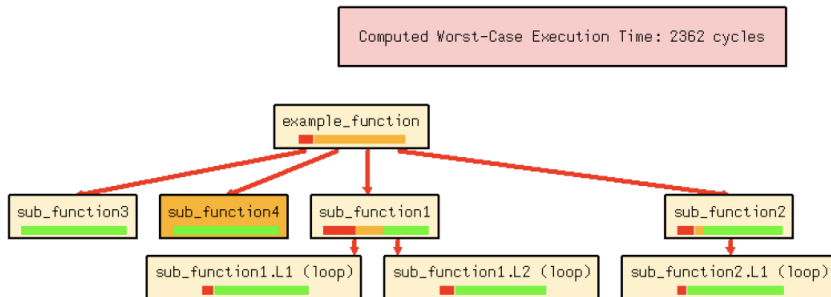 Computed Worst-Case Execution Time: 2362 cycles
example_function
sub_function3
sub_function4
sub_function1
sub_function2
sub_function1.L1 (loop)
sub_function1.L2 (loop)
sub_function2.L1 (loop)